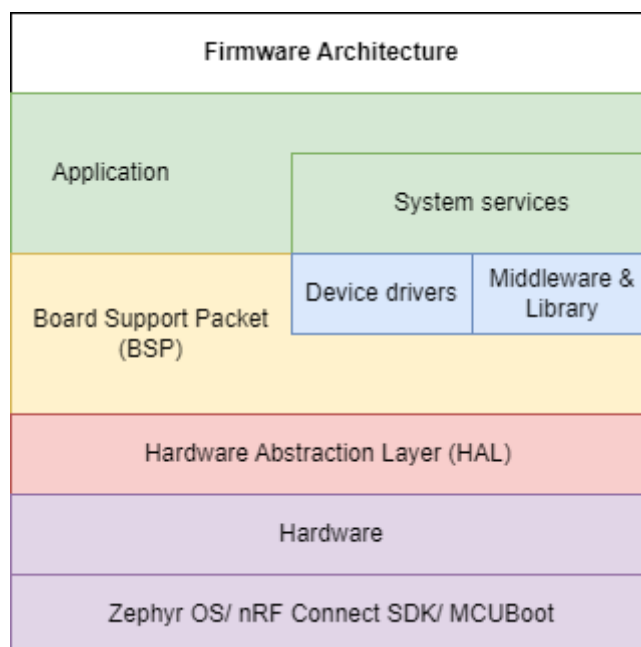 Firmware Architecture
Application
System services
Board Support Packet
(BSP)
Device drivers
Middleware &
Library
Hardware Abstraction Layer (HAL)
Hardware
Zephyr OS/ nRF Connect SDK/ MCUBoot